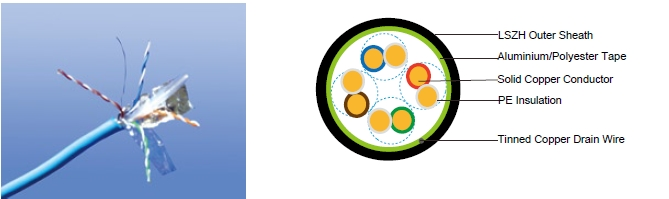 LSZH Outer Sheath
Aluminium/Polyester Tape
Solid Copper Conductor
PE Insulation
Tinned Copper Drain Wire